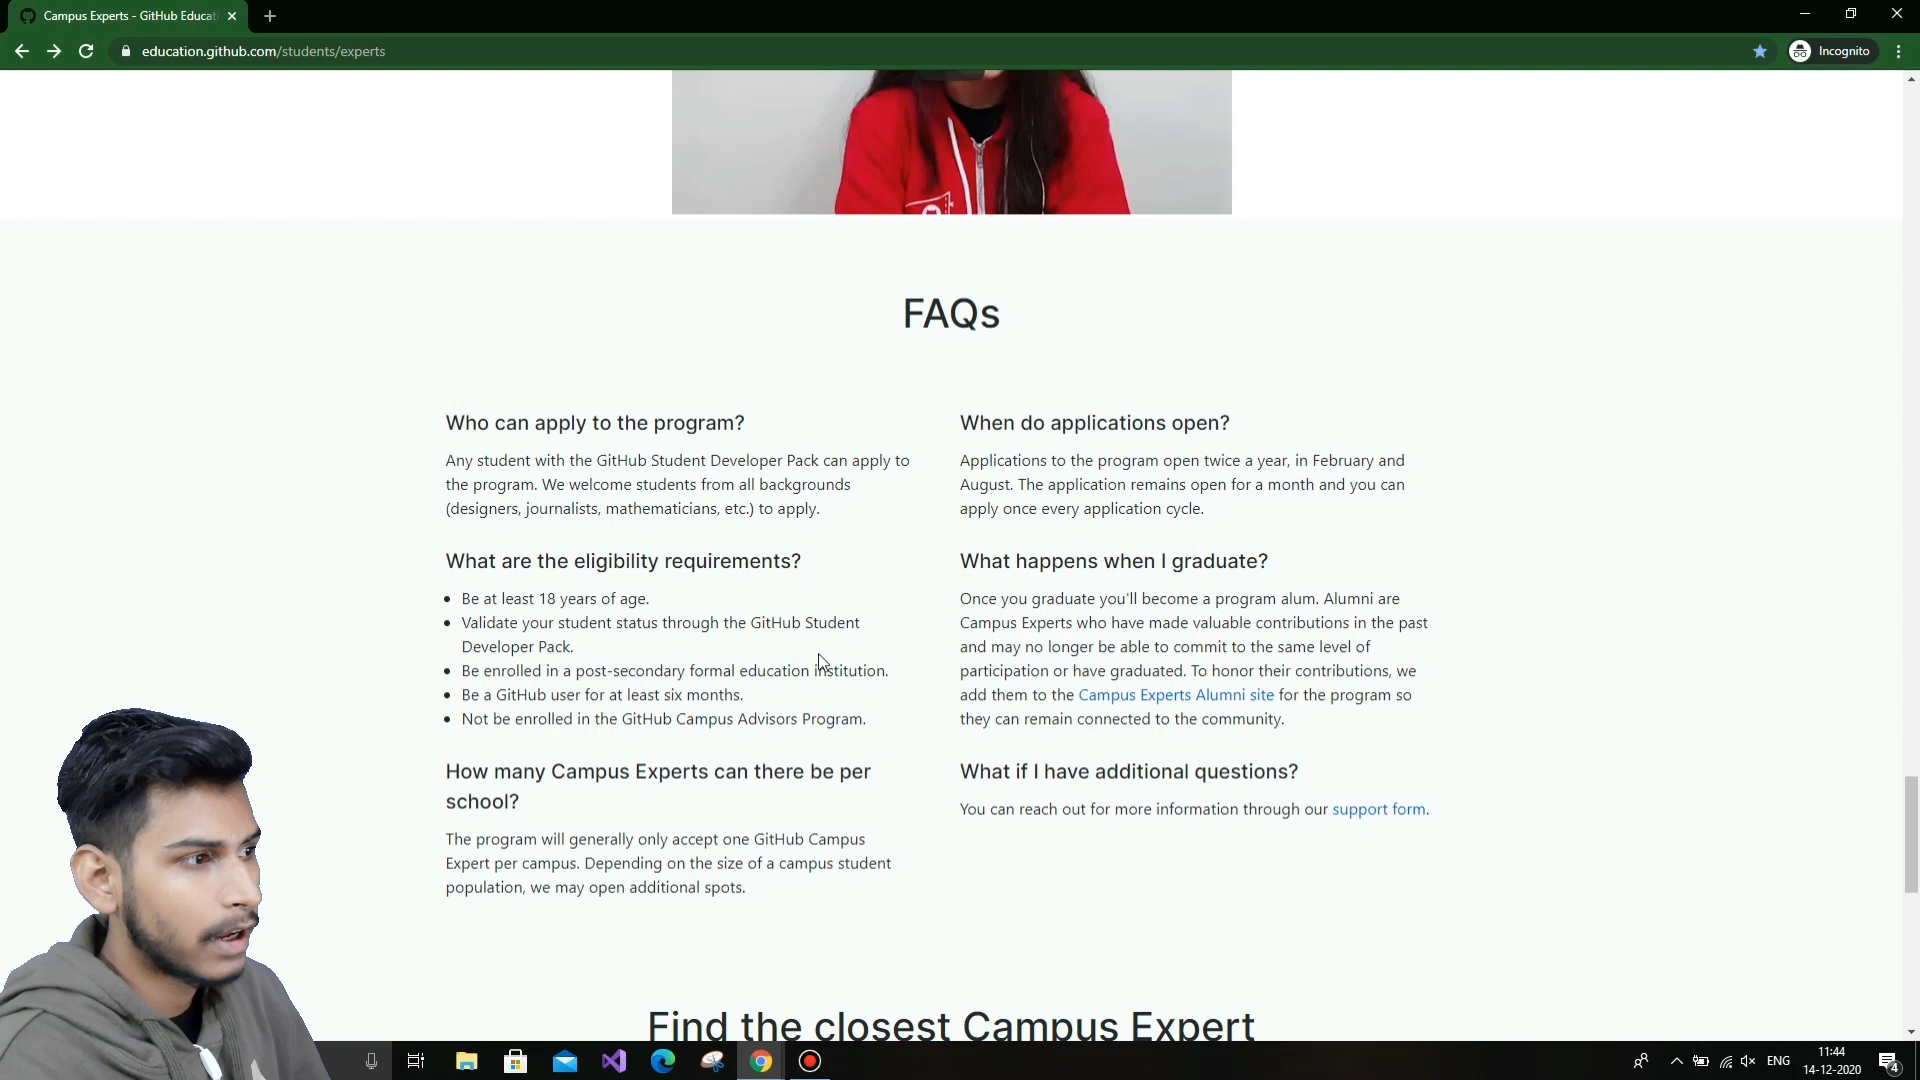 Campus Experts - GitHub Educati
education.github.com/students/experts
Incognito
FAQs
Who can apply to the program?
Any student with the GitHub Student Developer Pack can apply to
the program. We welcome students from all backgrounds
(designers, journalists, mathematicians, etc.) to apply.
What are the eligibility requirements?
Be at least 18 years of age.
Validate your student status through the GitHub Student
Developer Pack.
Be enrolled in a post-secondary formal education institution.
Be a GitHub user for at least six months.
Not be enrolled in the GitHub Campus Advisors Program.
How many Campus Experts can there be per
school?
The program will generally only accept one GitHub Campus
Expert per campus. Depending on the size of a campus student
population, we may open additional spots.
When do applications open?
Applications to the program open twice a year, in February and
August. The application remains open for a month and you can
apply once every application cycle.
What happens when I graduate?
Once you graduate you'll become a program alum. Alumni are
Campus Experts who have made valuable contributions in the past
and may no longer be able to commit to the same level of
participation or have graduated. To honor their contributions, we
add them to the Campus Experts Alumni site for the program so
they can remain connected to the community.
What if I have additional questions?
You can reach out for more information through our support form.
Find the closest Campus Expert
ENG
11:44
14-12-2020
4